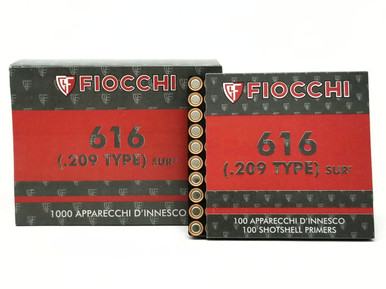 FIOCCHI
616
(.209 TYPE) SUR
1000 APPARECCHI D'INNESCO
FIOCCHI
616
(.209 TYPE) SUR
100 APPARECCHI D'INNESCO
100 SHOTSHELL PRIMERS